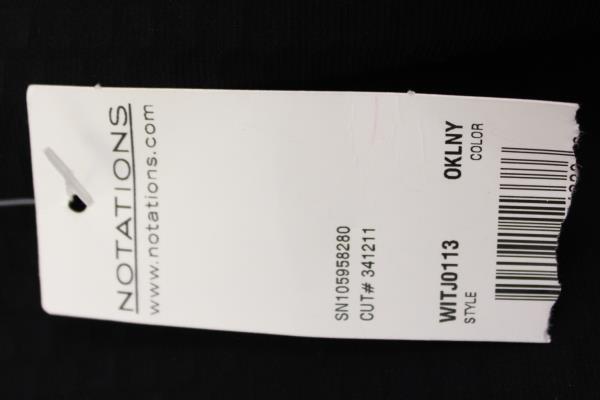 NOTATIONS
www.notations.com
SN105958280
CUT# 341211
WITJ0113 OKLNY
STYLE COLOR